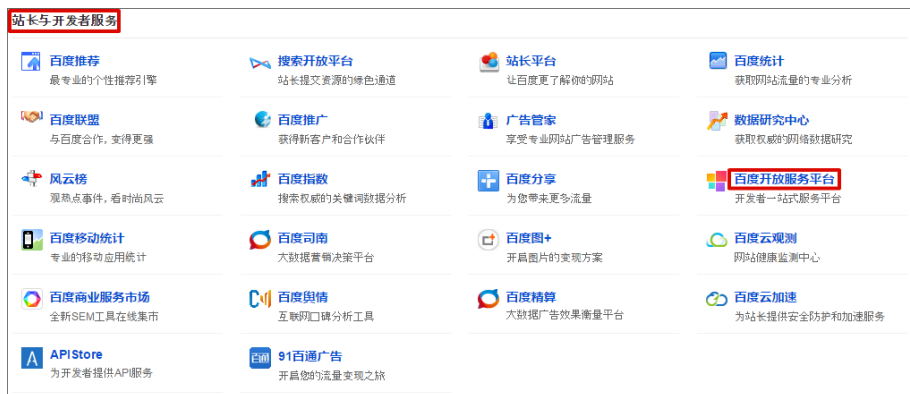 站长与开发者服务
百度推荐
最专业的个性推荐引擎
搜索开放平台
站长提交资源的绿色通道
站长平台
让百度更了解你的网站
百度统计
获取网站流量的专业分析
百度联盟
与百度合作,变得更强
百度推广
获得新客户和合作伙伴
广告管家
享受专业网站广告管理服务
数据研究中心
获取权威的网络数据研究
风云榜
观热点事件,看时尚风云
百度指数
搜索权威的关键词数据分析
百度分享
为您带来更多流量
百度开放服务平台
开发者一站式服务平台
百度移动统计
专业的移动应用统计
百度司南
大数据营销决策平台
百度图+
开启图片的变现方案
百度云观测
网站健康监测中心
百度商业服务市场
全新SEM工具在线集市
百度舆情
互联网口碑分析工具
百度精算
大数据广告效果衡量平台
百度云加速
为站长提供安全防护和加速服务
APIStore
为开发者提供API服务
百通
91百通广告
开启您的流量变现之旅